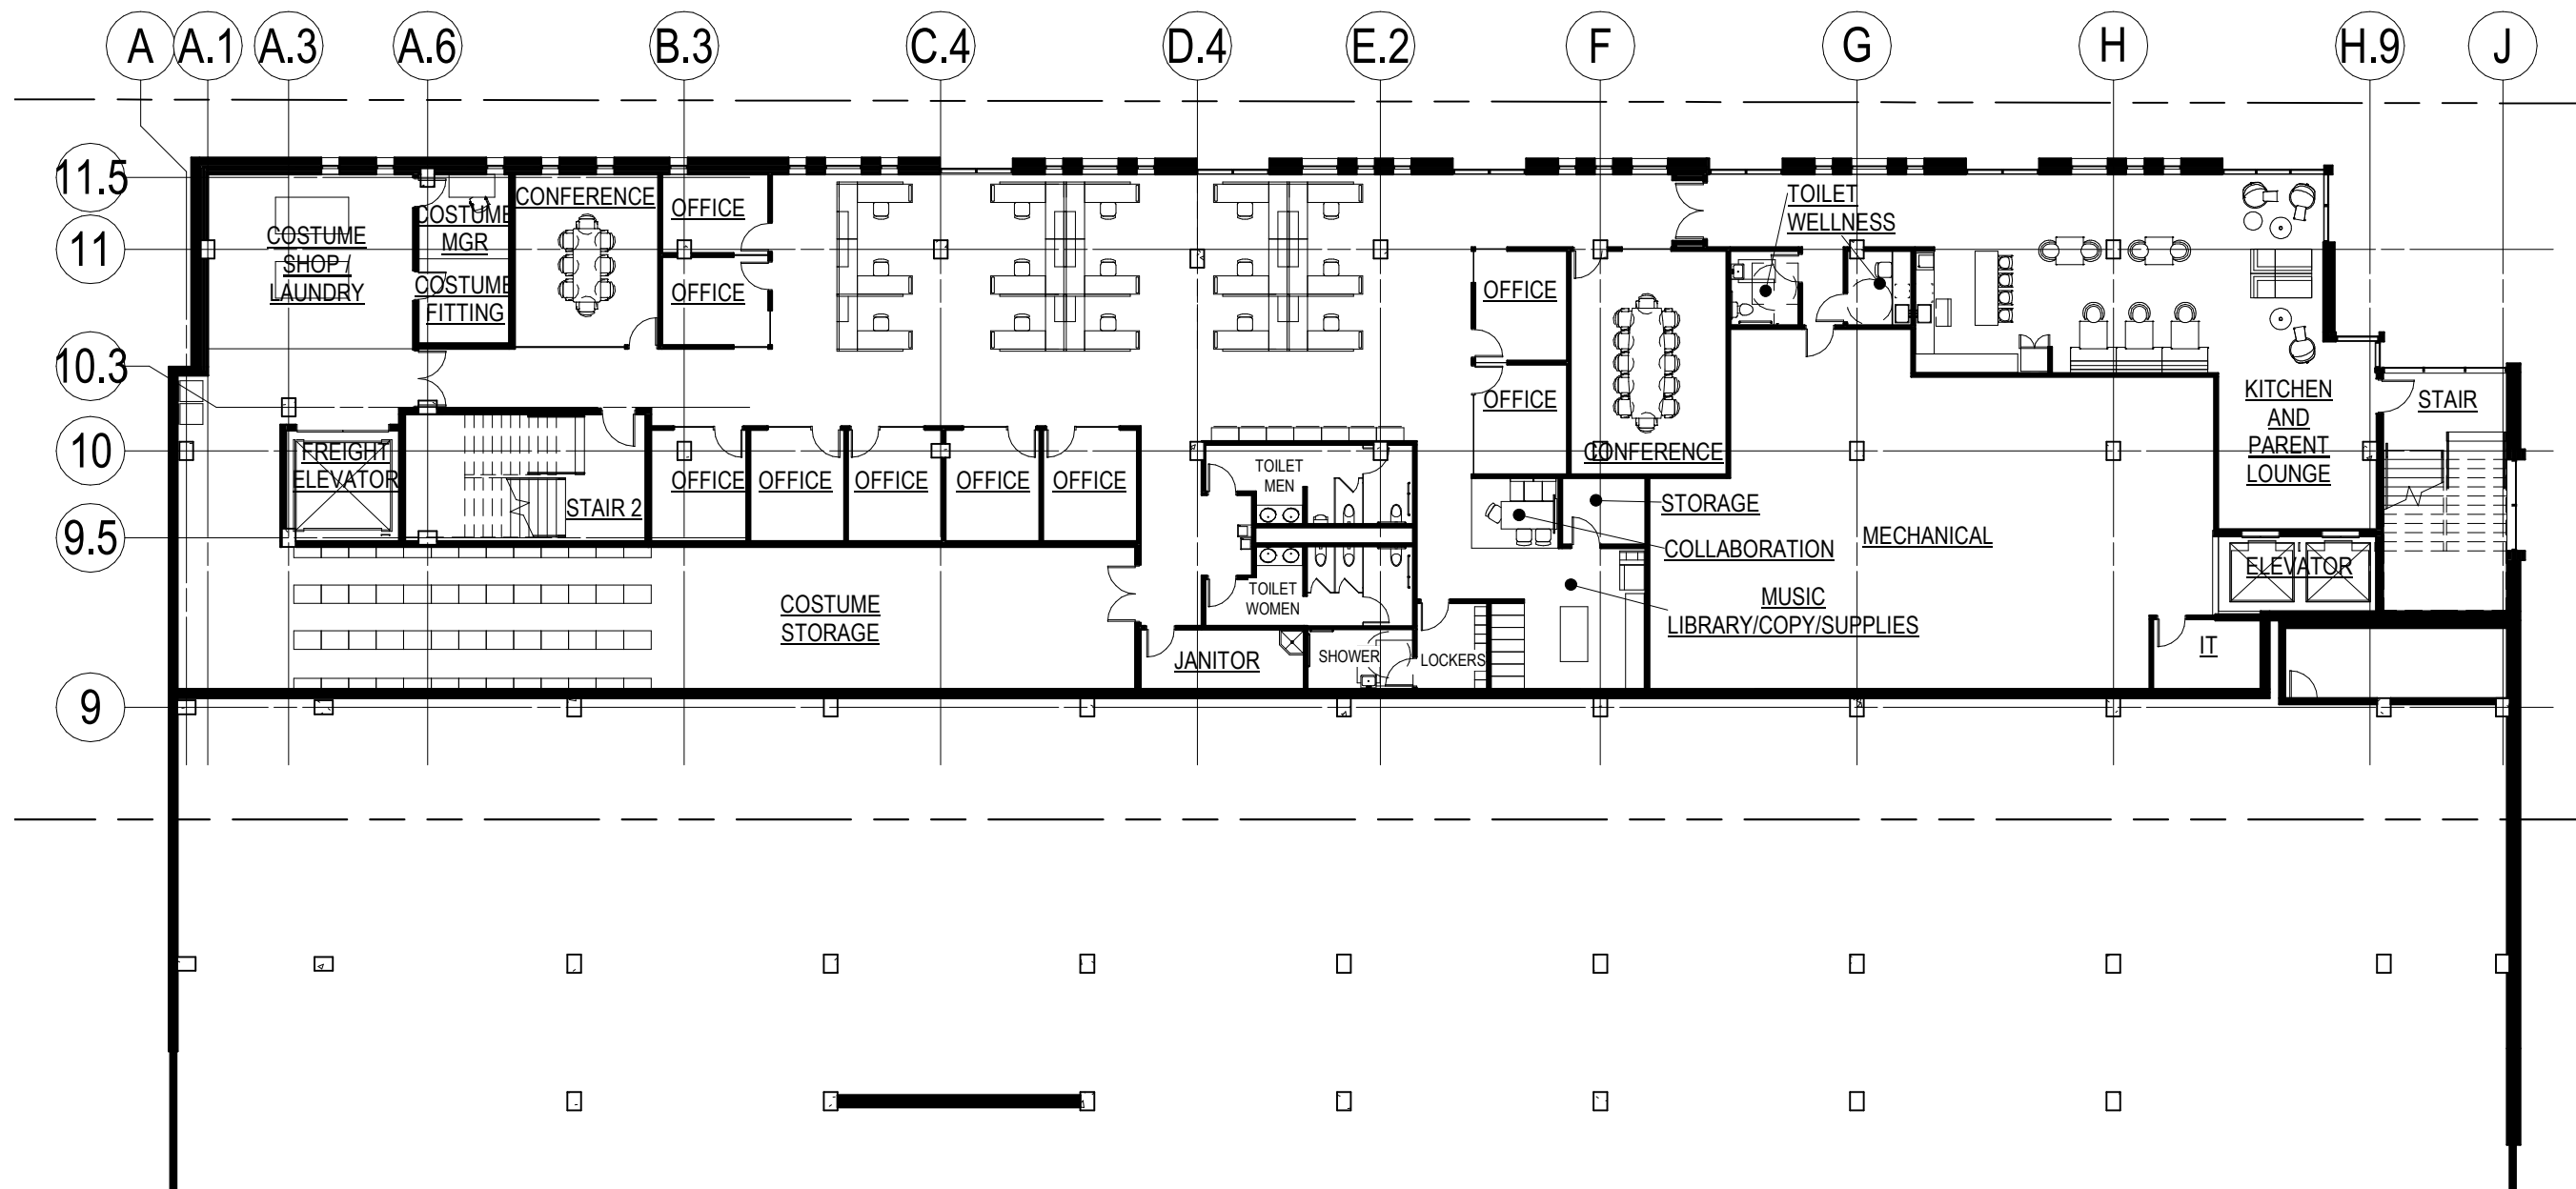 A A.1 A.3 A.6 B.3 C.4 D.4 E.2 F G H H.9 J
11.5
11
10.3
10
9.5
9
COSTUME
SHOP /
LAUNDRY
COSTUME
MGR
COSTUME
FITTING
CONFERENCE
OFFICE
OFFICE
TOILET
WELLNESS
OFFICE
OFFICE
CONFERENCE
KITCHEN
AND
PARENT
LOUNGE
STAIR
FREIGHT
ELEVATOR
STAIR 2
OFFICE
OFFICE
OFFICE
OFFICE
OFFICE
TOILET
MEN
STORAGE
COLLABORATION
MECHANICAL
ELEVATOR
COSTUME
STORAGE
TOILET
WOMEN
MUSIC
LIBRARY/COPY/SUPPLIES
JANITOR
SHOWER
LOCKERS
IT